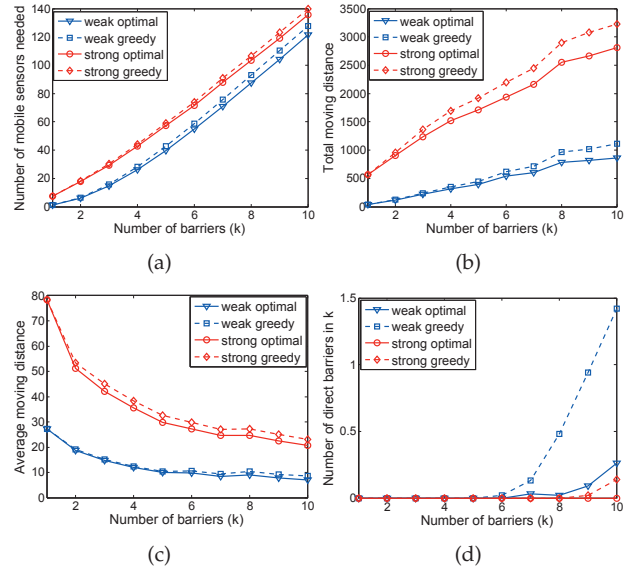 140
120
100
80
60
40
20
0
2
4
6
8
10
Number of mobile sensors needed
Number of barriers (k)
weak optimal
weak greedy
strong optimal
strong greedy
(a)
3500
3000
2500
2000
1500
1000
500
0
2
4
6
8
10
Total moving distance
Number of barriers (k)
weak optimal
weak greedy
strong optimal
strong greedy
(b)
80
70
60
50
40
30
20
10
0
2
4
6
8
10
Average moving distance
Number of barriers (k)
weak optimal
weak greedy
strong optimal
strong greedy
(c)
1.5
1
0.5
0
2
4
6
8
10
Number of direct barriers in k
Number of barriers (k)
weak optimal
weak greedy
strong optimal
strong greedy
(d)